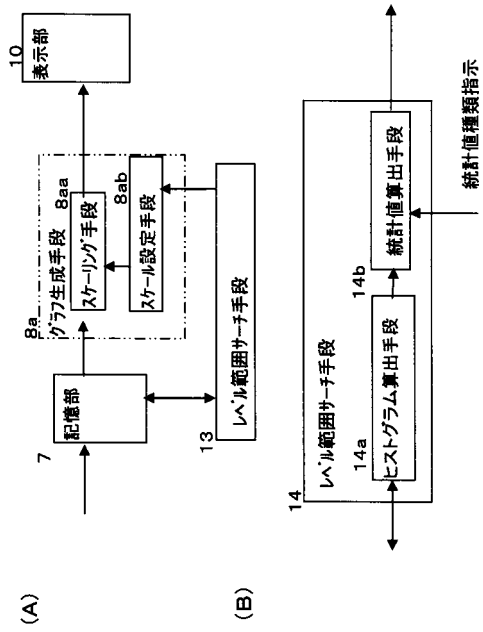 (A)
7
記憶部
8a
グラフ生成手段
スケーリング手段
8aa
スケール設定手段
8ab
10
表示部
13
レベル範囲サーチ手段
(B)
14
レベル範囲サーチ手段
14a
ヒストグラム算出手段
14b
統計値算出手段
統計値種類指示